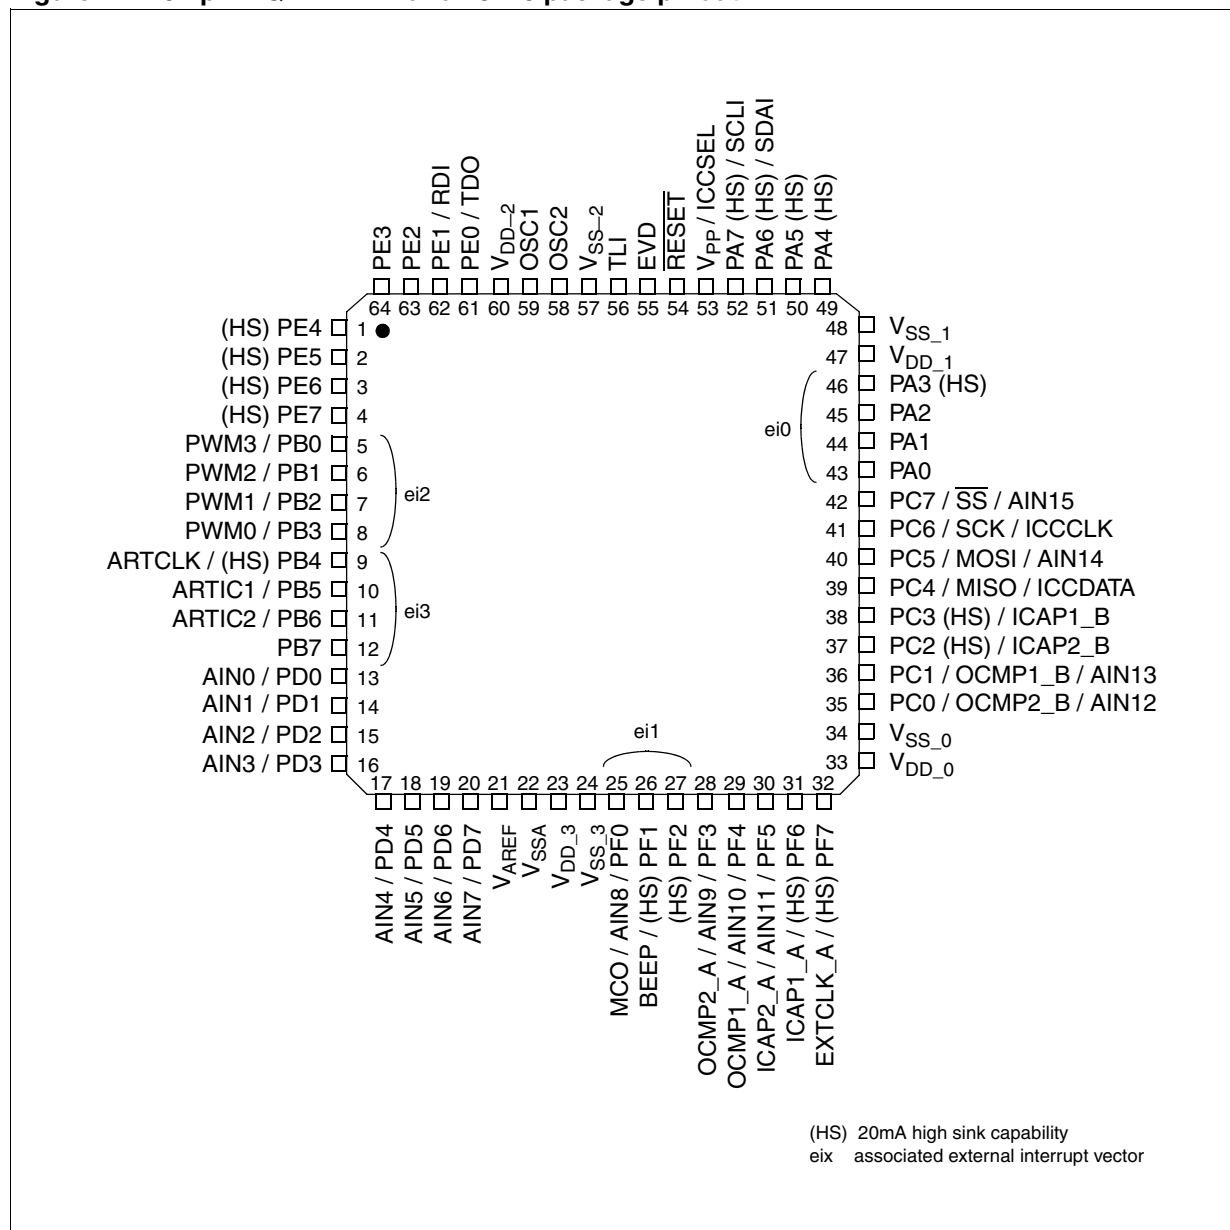 PE3
PE2
PE1 / RDI
PE0 / TDO
VDD_2
OSC1
OSC2
VSS_2
TLI
EVD
RESET
VPP / ICCSEL
PA7 (HS) / SCLI
PA6 (HS) / SDAI
PA5 (HS)
PA4 (HS)
64 63 62 61 60 59 58 57 56 55 54 53 52 51 50 49
(HS) PE4 1
(HS) PE5 2
(HS) PE6 3
(HS) PE7 4
PWM3 / PB0 5
PWM2 / PB1 6
PWM1 / PB2 7
PWM0 / PB3 8
ei2
ARTCLK / (HS) PB4 9
ARTIC1 / PB5 10
ARTIC2 / PB6 11
PB7 12
ei3
AIN0 / PD0 13
AIN1 / PD1 14
AIN2 / PD2 15
AIN3 / PD3 16
48 VSS_1
47 VDD_1
46 PA3 (HS)
45 PA2
44 PA1
43 PA0
ei0
42 PC7 / SS / AIN15
41 PC6 / SCK / ICCCLK
40 PC5 / MOSI / AIN14
39 PC4 / MISO / ICCDATA
38 PC3 (HS) / ICAP1_B
37 PC2 (HS) / ICAP2_B
36 PC1 / OCMP1_B / AIN13
35 PC0 / OCMP2_B / AIN12
34 VSS_0
33 VDD_0
ei1
17 18 19 20 21 22 23 24 25 26 27 28 29 30 31 32
AIN4 / PD4
AIN5 / PD5
AIN6 / PD6
AIN7 / PD7
VAREF
VSSA
VDD_3
VSS_3
MCO / AIN8 / PF0
BEEP / (HS) PF1
(HS) PF2
OCMP2_A / AIN9 / PF3
OCMP1_A / AIN10 / PF4
ICAP2_A / AIN11 / PF5
ICAP1_A / (HS) PF6
EXTCLK_A / (HS) PF7
(HS) 20mA high sink capability
eix associated external interrupt vector